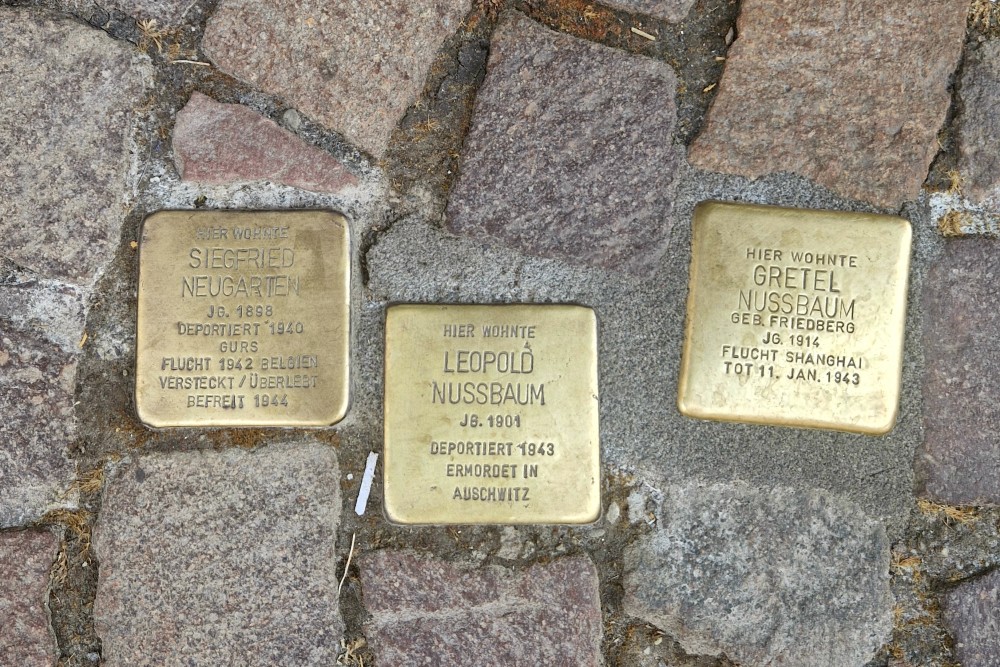 HIER WOHNTE
SIEGFRIED
NEUGARTEN
JG. 1898
DEPORTIERT 1940
GURS
FLUCHT 1942 BELGIEN
VERSTECKT / ÜBERLEBT
BEFREIT 1944
HIER WOHNTE
LEOPOLD
NUSSBAUM
JG. 1901
DEPORTIERT 1943
ERMORDET IN
AUSCHWITZ
HIER WOHNTE
GRETEL
NUSSBAUM
GEB. FRIEDBERG
JG. 1914
FLUCHT SHANGHAI
TOT 11. JAN. 1943